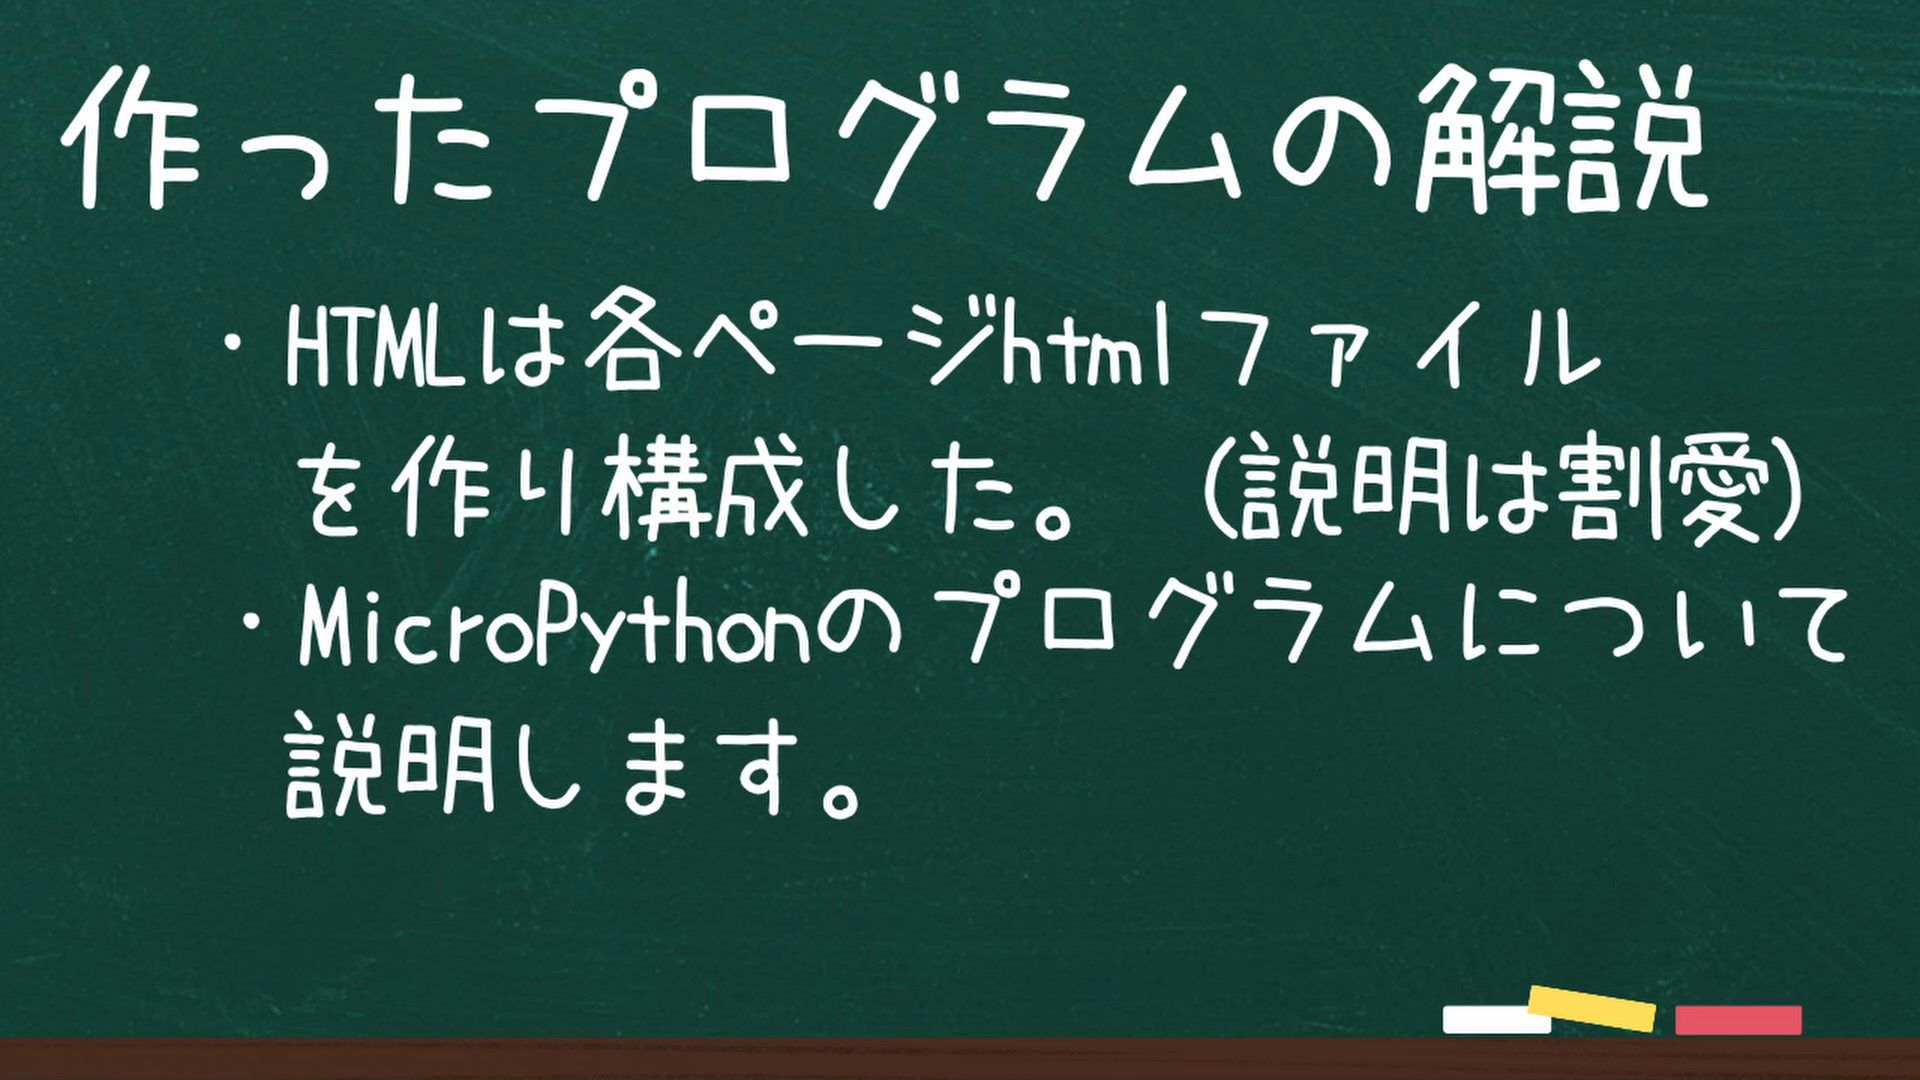 作ったプログラムの解説
・HTMLは各ページhtmlファイル
を作り構成した。　(説明は割愛)
・MicroPythonのプログラムについて
説明します。